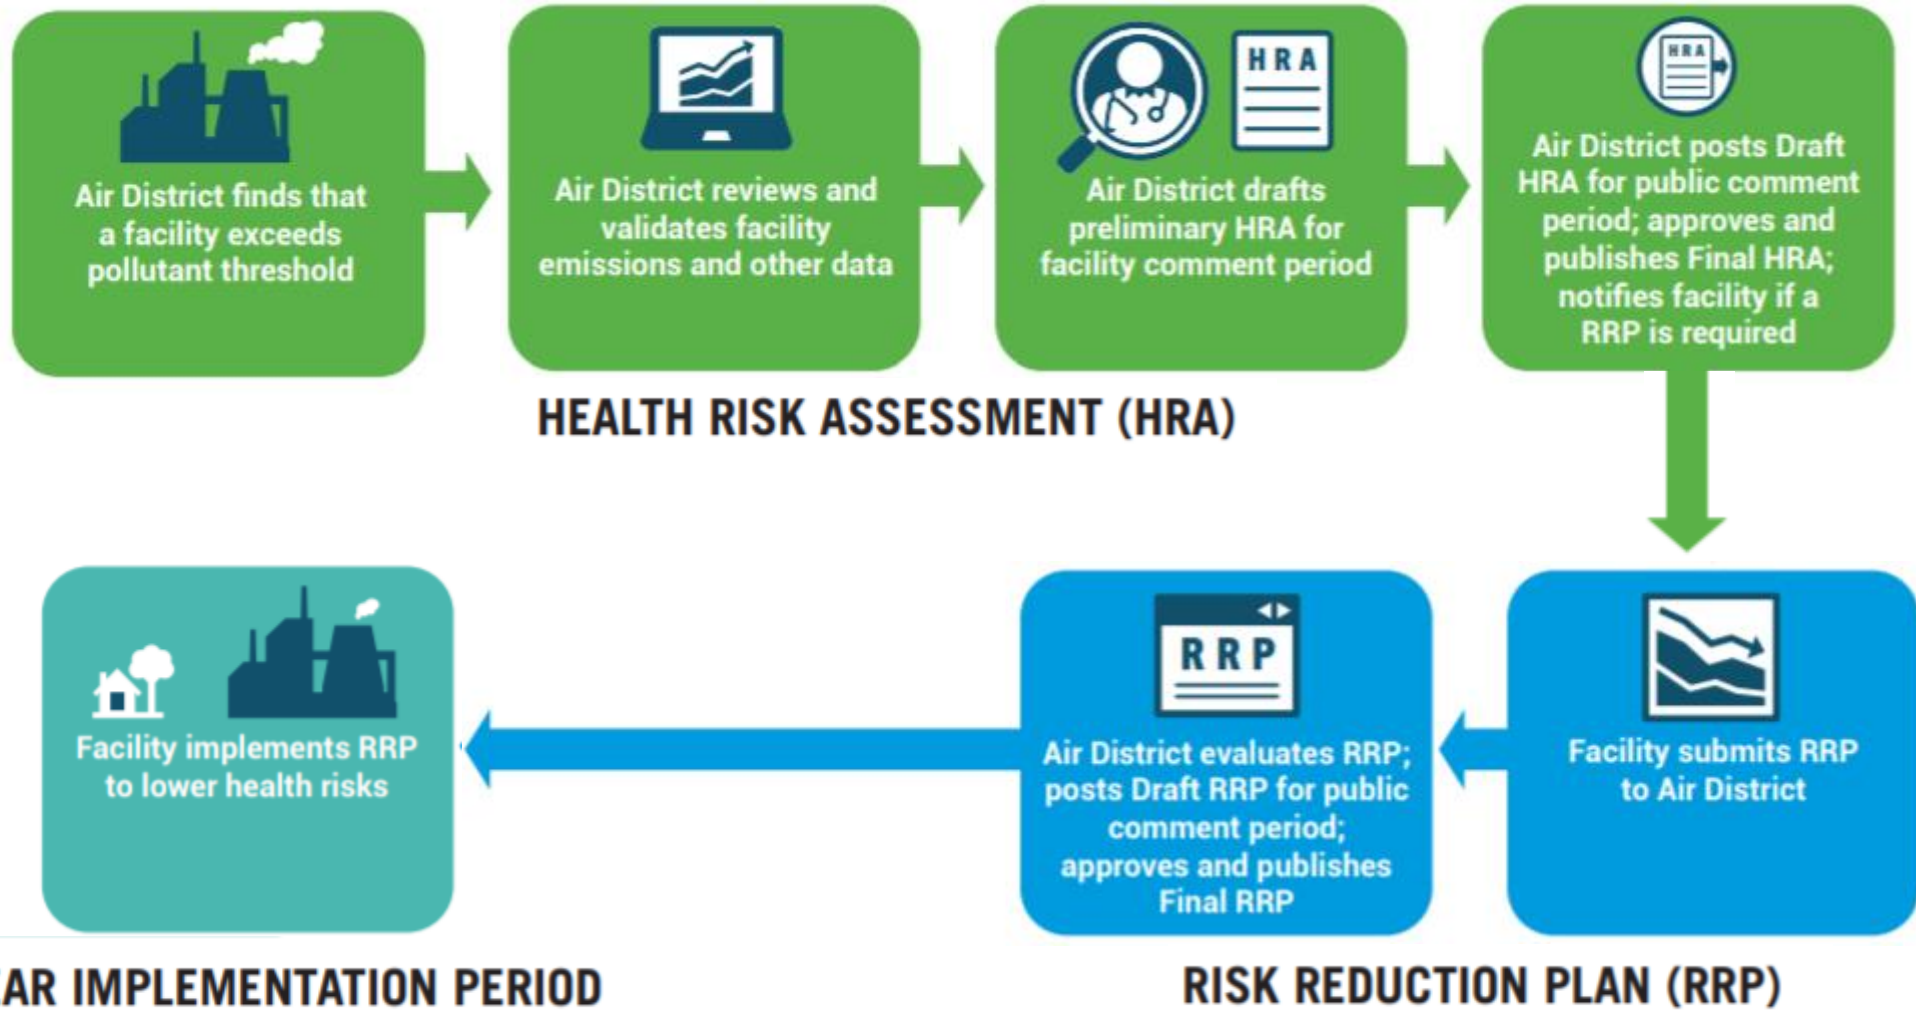 Air District finds that
a facility exceeds
pollutant threshold
Air District reviews and
validates facility
emissions and other data
HRA
Air District drafts
preliminary HRA for
facility comment period
HRA
Air District posts Draft
HRA for public comment
period; approves and
publishes Final HRA;
notifies facility if a
RRP is required
HEALTH RISK ASSESSMENT (HRA)
Facility submits RRP
to Air District
RRP
Air District evaluates RRP;
posts Draft RRP for public
comment period;
approves and publishes
Final RRP
Facility implements RRP
to lower health risks
RISK REDUCTION PLAN (RRP)
IMPLEMENTATION PERIOD